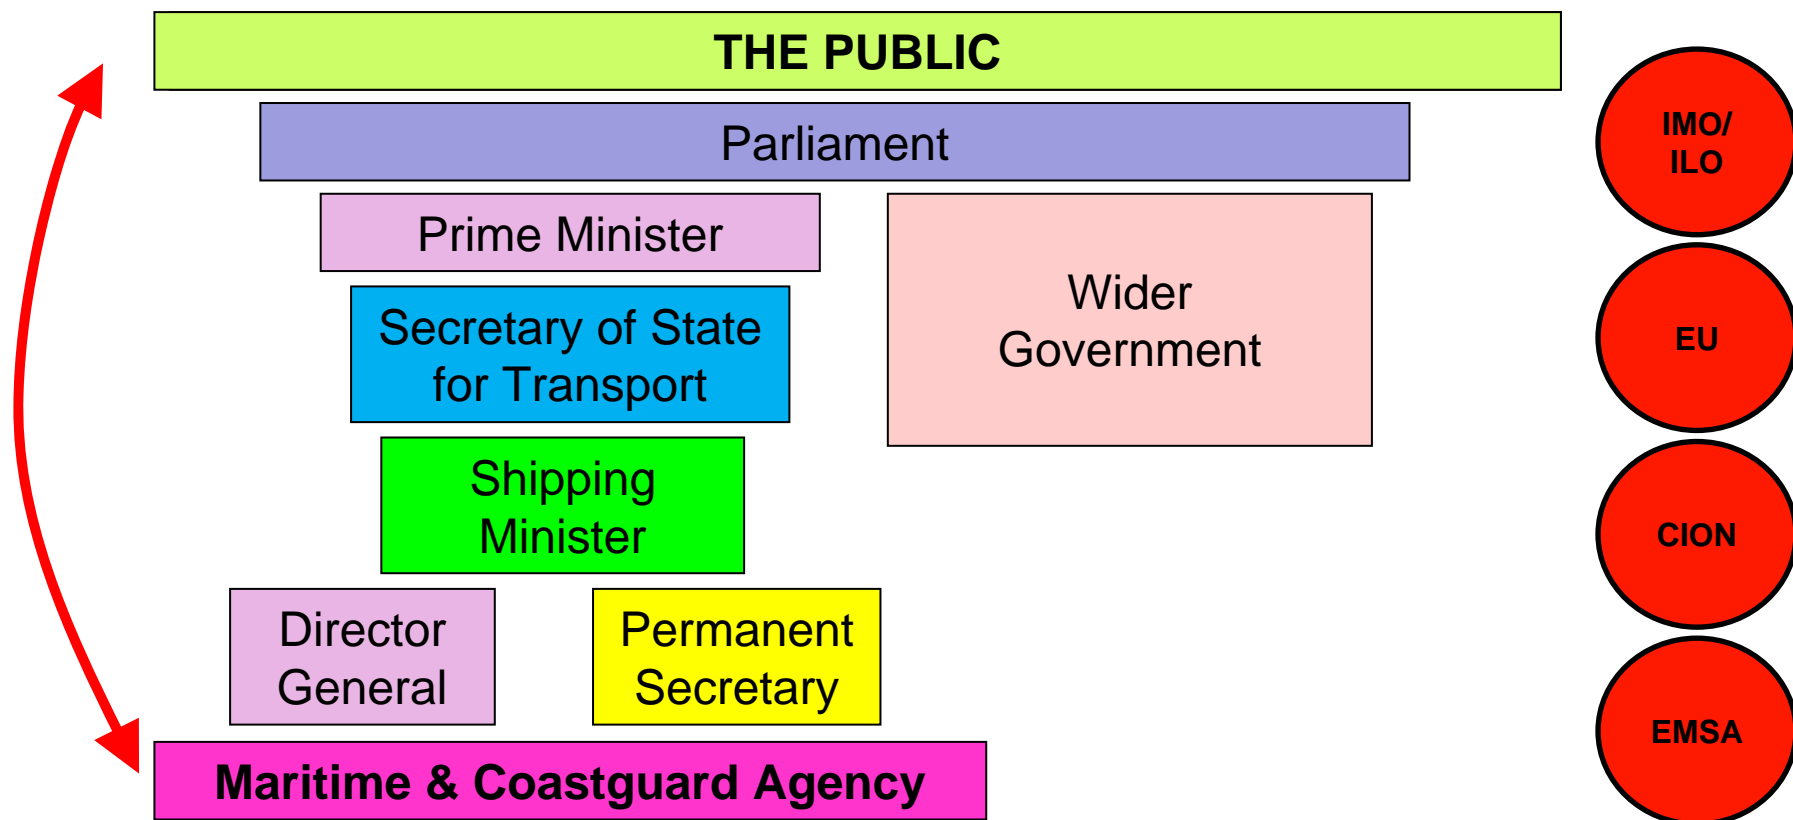 THE PUBLIC
Parliament
Prime Minister
Wider
Government
Secretary of State
for Transport
Shipping
Minister
Director
General
Permanent
Secretary
Maritime & Coastguard Agency
IMO/
ILO
EU
CION
EMSA